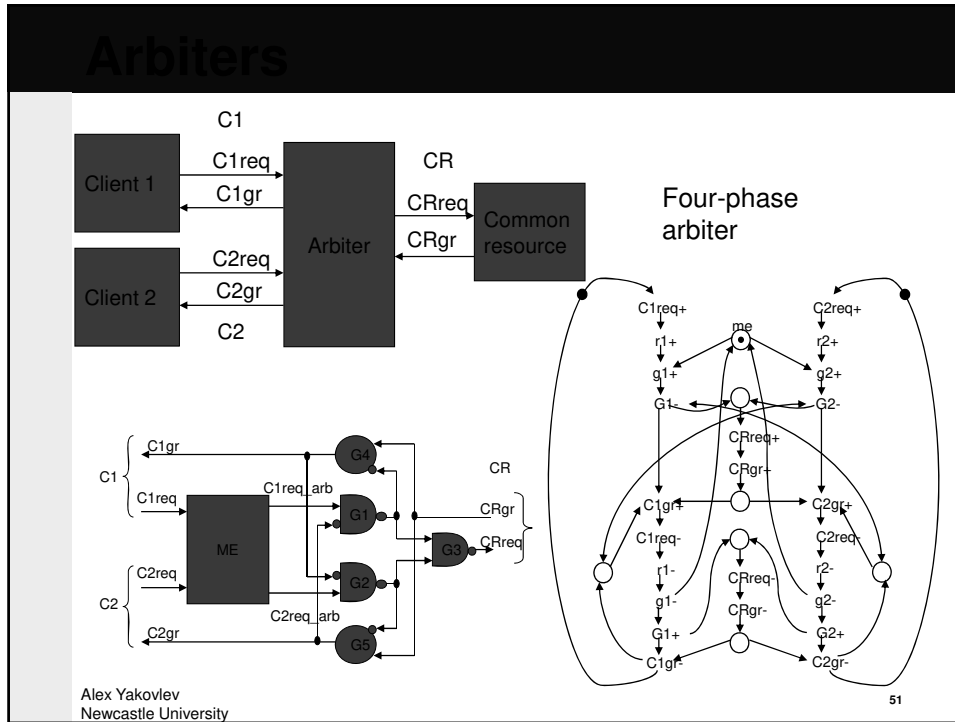 Arbiters
C1
C1req
C1gr
Client 1
C2req
C2gr
Client 2
C2
Arbiter
CR
CRreq
CRgr
Common
resource
Four-phase
arbiter
C1gr
C1
C1req
C1req_arb
ME
C2req
C2
C2req_arb
C2gr
G4
G1
G2
G5
G3
CR
CRgr
CRreq
C1req+
r1+
g1+
G1-
C1gr+
C1req-
r1-
g1-
G1+
C1gr-
me
CRreq+
CRgr+
CRreq-
CRgr-
C2req+
r2+
g2+
G2-
C2gr+
C2req-
r2-
g2-
G2+
C2gr-
Alex Yakovlev
Newcastle University
51